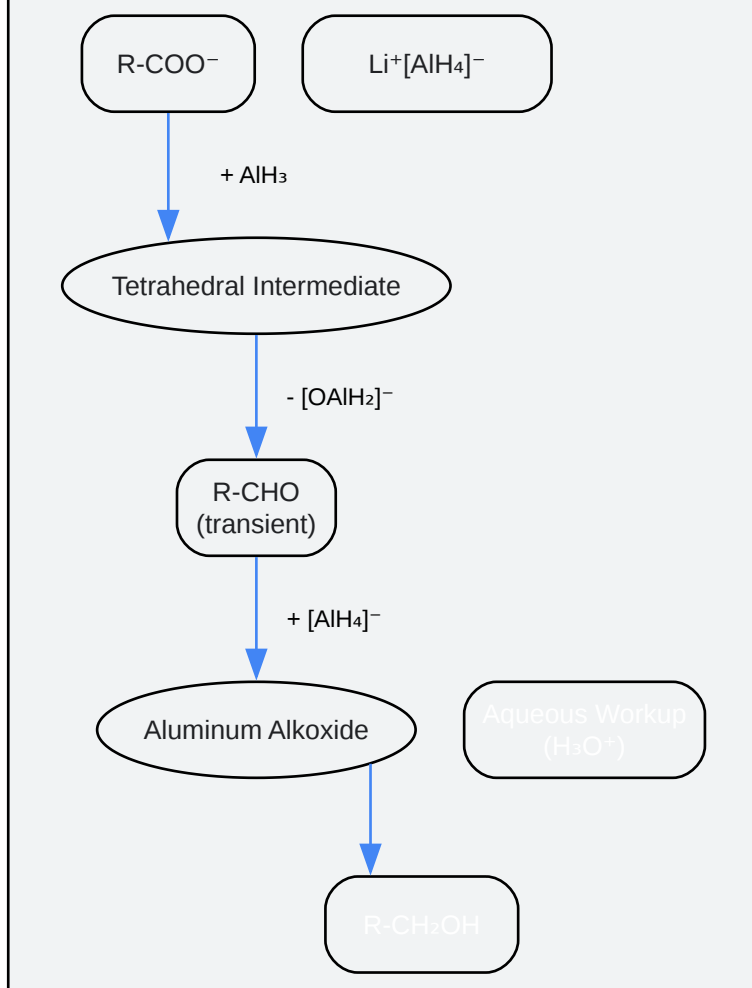 R-COO⁻
Li⁺[AlH₄]⁻
+ AlH₃
Tetrahedral Intermediate
- [OAlH₂]⁻
R-CHO
(transient)
+ [AlH₄]⁻
Aluminum Alkoxide
Aqueous Workup
(H₃O⁺)
R-CH₂OH